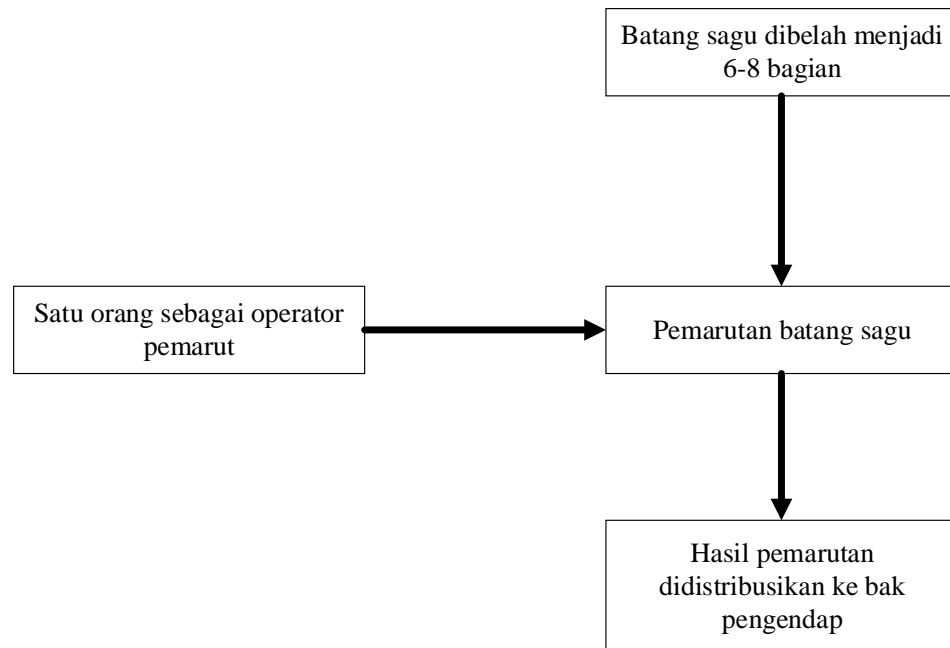 Batang sagu dibelah menjadi
6-8 bagian
Satu orang sebagai operator
pemarut
Pemarutan batang sagu
Hasil pemarutan
didistribusikan ke bak
pengendap